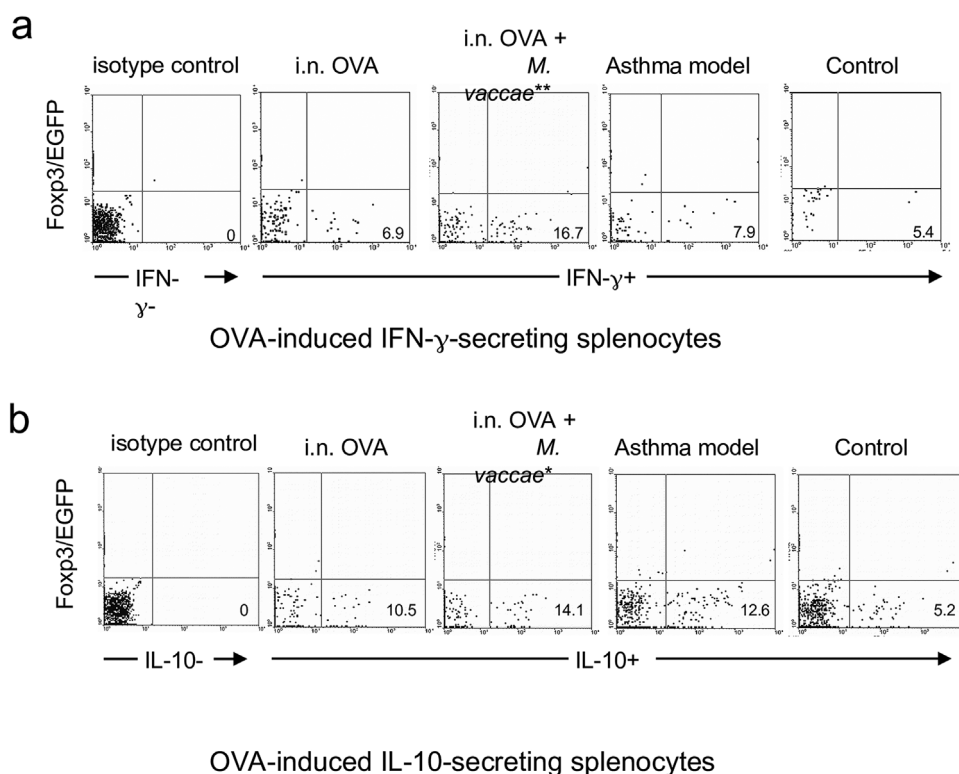 a
isotype control
i.n. OVA
i.n. OVA +
M.
vaccae**
Asthma model
Control
Foxp3/EGFP
0
6.9
16.7
7.9
5.4
IFN-
γ-
IFN-γ+
OVA-induced IFN-γ-secreting splenocytes
b
isotype control
i.n. OVA
i.n. OVA +
M.
vaccae*
Asthma model
Control
Foxp3/EGFP
0
10.5
14.1
12.6
5.2
IL-10-
IL-10+
OVA-induced IL-10-secreting splenocytes